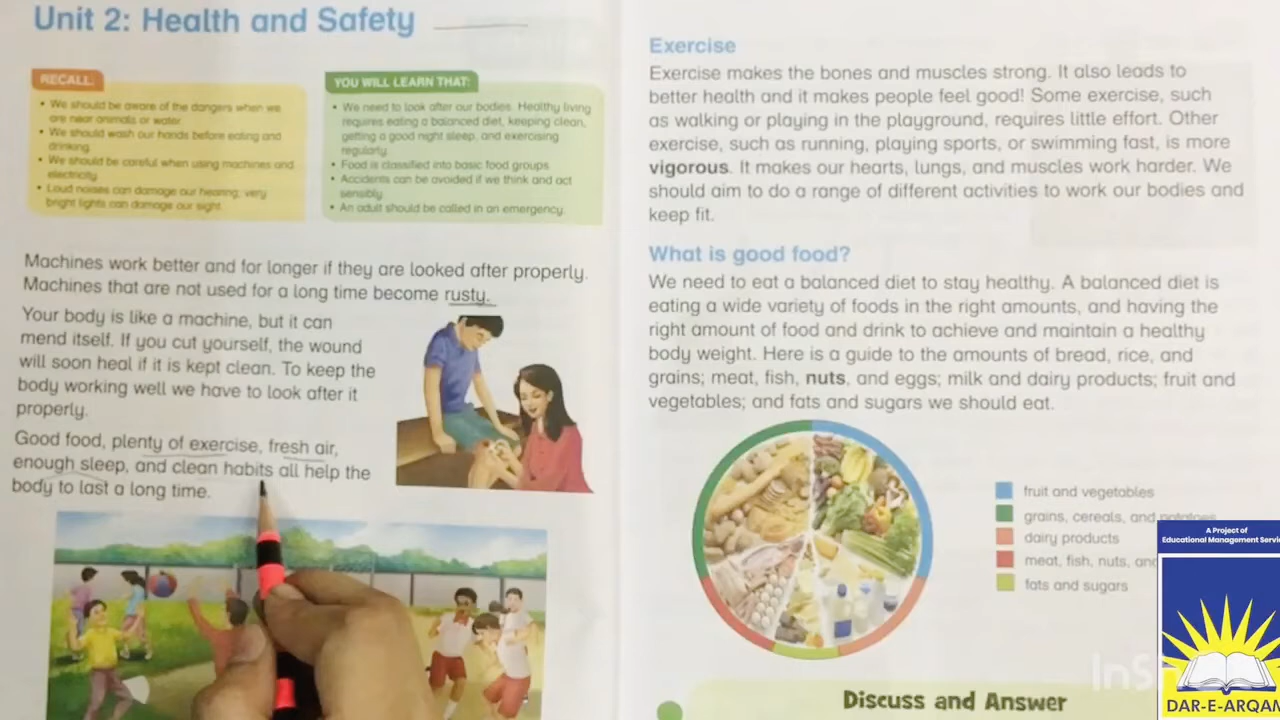 Unit 2: Health and Safety
RECALL:
• We should be aware of the dangers when we
are near animals or water.
• We should wash our hands before eating and
drinking.
• We should be careful when using machines and
electricity.
• Loud noises can damage our hearing; very
bright lights can damage our sight.
YOU WILL LEARN THAT:
• We need to look after our bodies. Healthy living
requires eating a balanced diet, keeping clean,
getting a good night sleep, and exercising
regularly.
• Food is classified into basic food groups
• Accidents can be avoided if we think and act
sensibly.
• An adult should be called in an emergency.
Machines work better and for longer if they are looked after properly.
Machines that are not used for a long time become rusty.
Your body is like a machine, but it can
mend itself. If you cut yourself, the wound
will soon heal if it is kept clean. To keep the
body working well we have to look after it
properly.
Good food, plenty of exercise, fresh air,
enough sleep, and clean habits all help the
body to last a long time.
Exercise
Exercise makes the bones and muscles strong. It also leads to
better health and it makes people feel good! Some exercise, such
as walking or playing in the playground, requires little effort. Other
exercise, such as running, playing sports, or swimming fast, is more
vigorous. It makes our hearts, lungs, and muscles work harder. We
should aim to do a range of different activities to work our bodies and
keep fit.
What is good food?
We need to eat a balanced diet to stay healthy. A balanced diet is
eating a wide variety of foods in the right amounts, and having the
right amount of food and drink to achieve and maintain a healthy
body weight. Here is a guide to the amounts of bread, rice, and
grains; meat, fish, nuts, and eggs; milk and dairy products; fruit and
vegetables; and fats and sugars we should eat.
fruit and vegetables
grains, cereals, and potatoes
dairy products
meat, fish, nuts, and
fats and sugars
Discuss and Answer
A Project of
Educational Management Servic
DAR-E-ARQAM
InSh